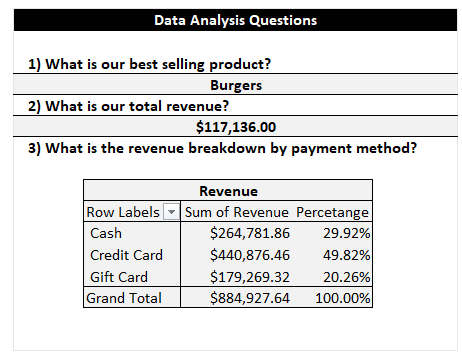 Data Analysis Questions
1) What is our best selling product?
Burgers
2) What is our total revenue?
$117,136.00
3) What is the revenue breakdown by payment method?
Revenue
Row Labels Sum of Revenue Percetange
Cash $264,781.86 29.92%
Credit Card $440,876.46 49.82%
Gift Card $179,269.32 20.26%
Grand Total $884,927.64 100.00%